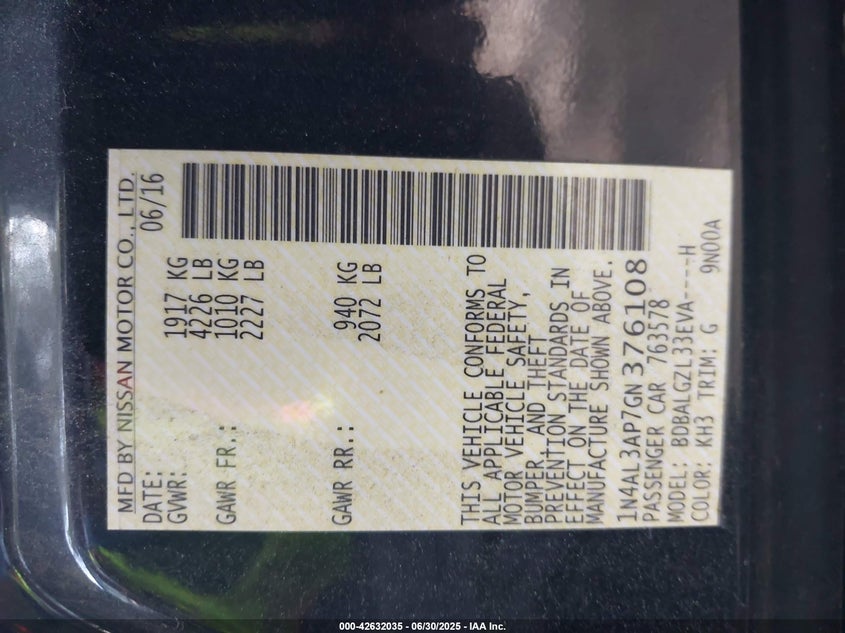 MFD BY NISSAN MOTOR CO., LTD.
DATE: 06/16
GVWR: 1917 KG
4226 LB
GAWR FR.: 1010 KG
2227 LB
GAWR RR.: 940 KG
2072 LB
THIS VEHICLE CONFORMS TO
ALL APPLICABLE FEDERAL
MOTOR VEHICLE SAFETY,
BUMPER, AND THEFT
PREVENTION STANDARDS IN
EFFECT ON THE DATE OF
MANUFACTURE SHOWN ABOVE.
1N4AL3AP7GN376108
PASSENGER CAR 763578
MODEL: BDBALGZL33EVA----H
COLOR: KH3 TRIM: G 9N00A
000-42632035 - 06/30/2025 - IAA Inc.